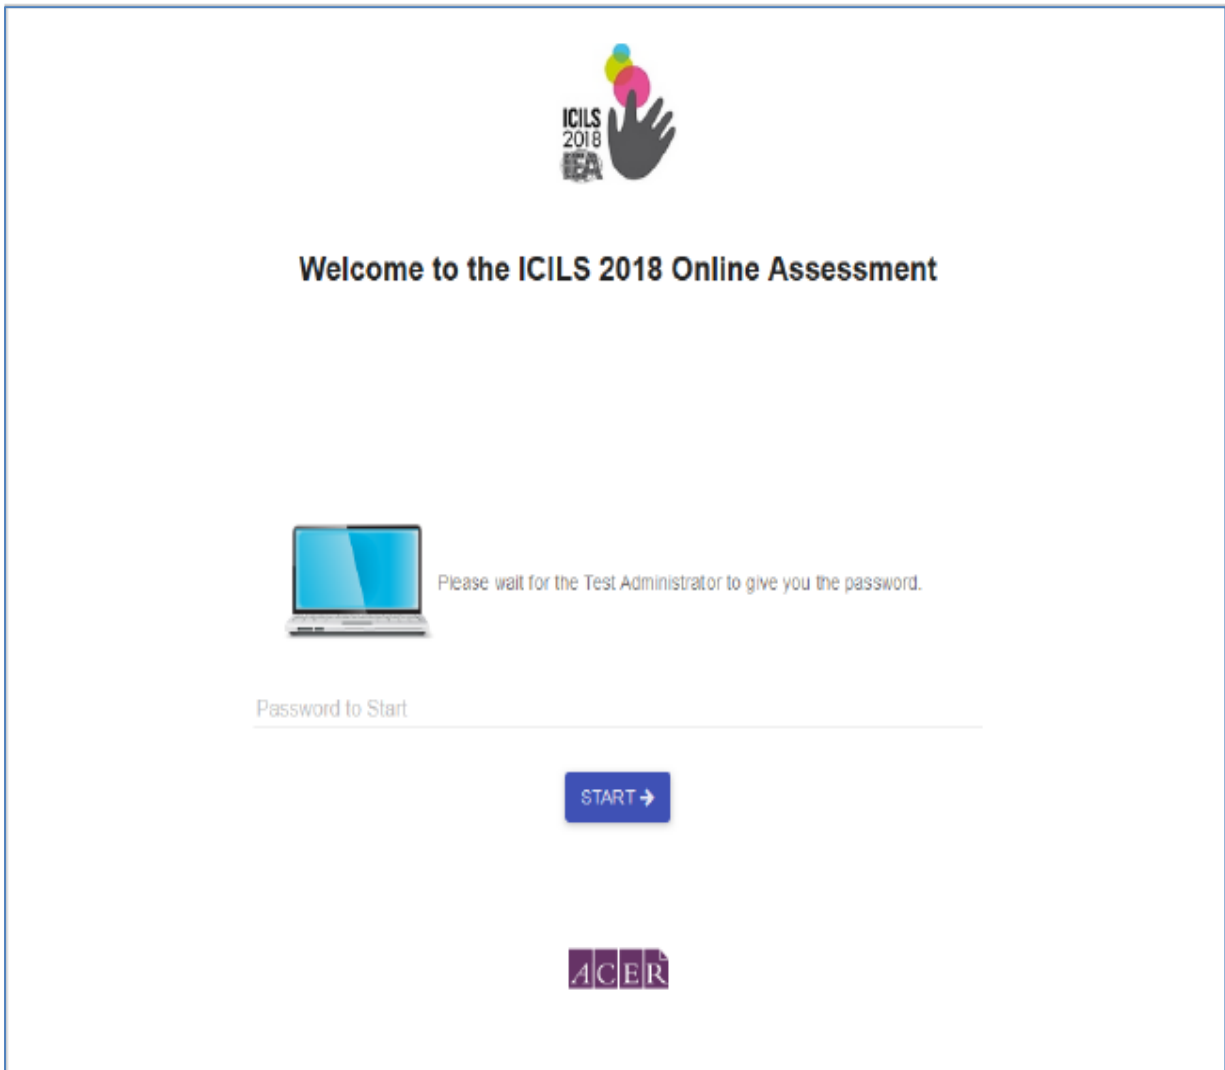 ICILS
2018
IEA
Welcome to the ICILS 2018 Online Assessment
Please wait for the Test Administrator to give you the password.
Password to Start
START
ACER